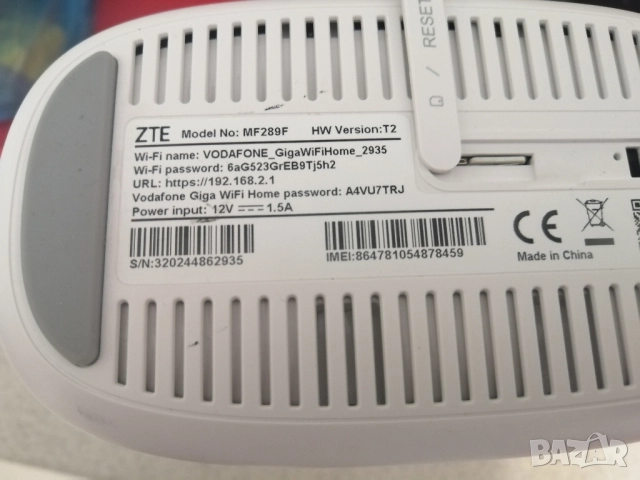 / RESET
ZTE Model No: MF289F HW Version:T2
Wi-Fi name: VODAFONE_GigaWiFiHome_2935
Wi-Fi password: 6aG523GrEB9Tj5h2
URL: https://192.168.2.1
Vodafone Giga WiFi Home password: A4VU7TRJ
Power input: 12V 1.5A
S/N:320244862935
IMEI:864781054878459
CE
Made in China
bazar